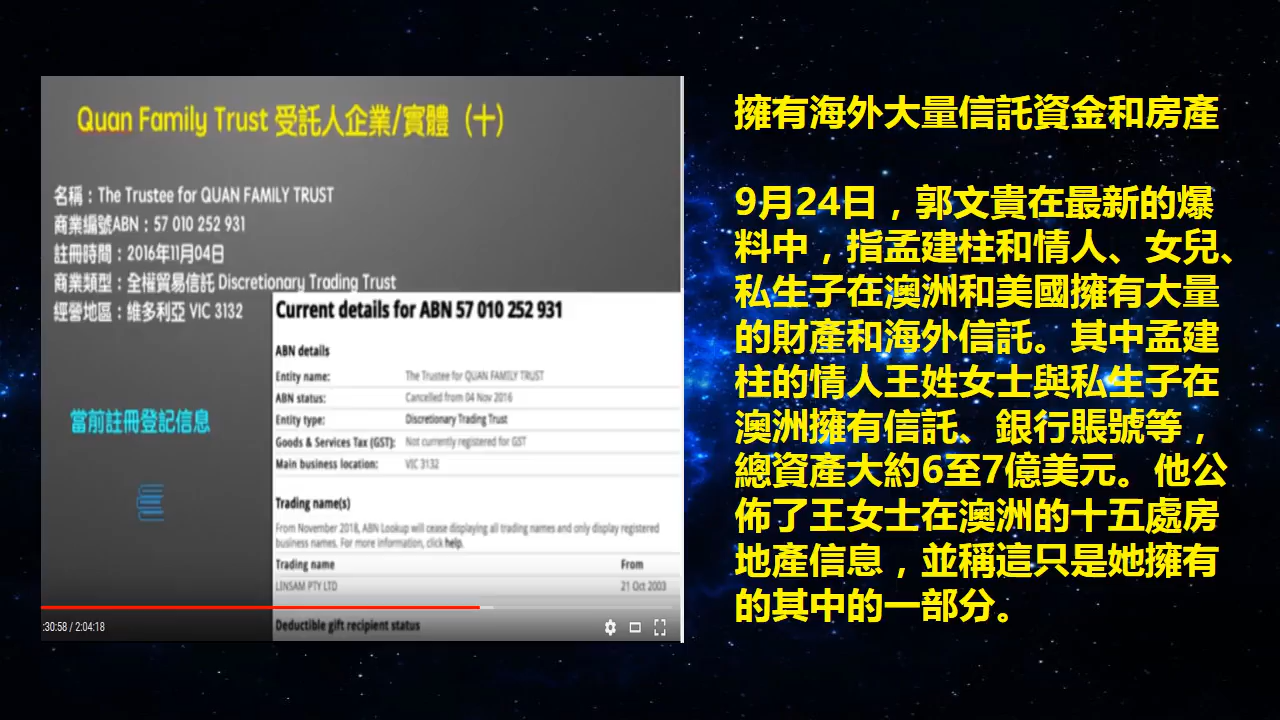 Quan Family Trust 受託人企業/實體（十）
名稱：The Trustee for QUAN FAMILY TRUST
商業編號ABN：57 010 252 931
註冊時間：2016年11月04日
商業類型：全權貿易信託 Discretionary Trading Trust
經營地區：維多利亞 VIC 3132
當前註冊登記信息
Current details for ABN 57 010 252 931
ABN details
Entity name: The Trustee for QUAN FAMILY TRUST
ABN status: Cancelled from 04 Nov 2016
Entity type: Discretionary Trading Trust
Goods & Services Tax (GST): Not currently registered for GST
Main business location: VIC 3132
Trading name(s)
From November 2018, ABN Lookup will cease displaying all trading names and only display registered
business names. For more information, click help.
Trading name From
LINSAM PTY LTD 21 Oct 2003
Deductible gift recipient status
:30:58 / 2:04:18
擁有海外大量信託資金和房產
9月24日，郭文貴在最新的爆
料中，指孟建柱和情人、女兒、
私生子在澳洲和美國擁有大量
的財產和海外信託。其中孟建
柱的情人王姓女士與私生子在
澳洲擁有信託、銀行賬號等，
總資產大約6至7億美元。他公
佈了王女士在澳洲的十五處房
地產信息，並稱這只是她擁有
的其中的一部分。